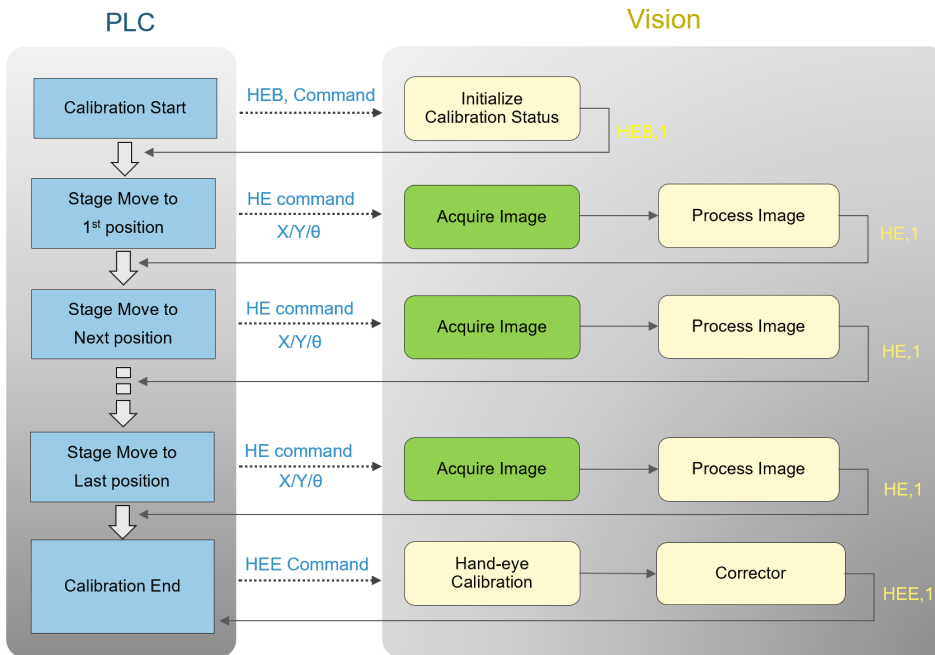 PLC
Vision
Calibration Start
HEB, Command
Initialize
Calibration Status
HEB,1
Stage Move to
1st position
HE command
X/Y/θ
Acquire Image
Process Image
HE,1
Stage Move to
Next position
HE command
X/Y/θ
Acquire Image
Process Image
HE,1
Stage Move to
Last position
HE command
X/Y/θ
Acquire Image
Process Image
HE,1
Calibration End
HEE Command
Hand-eye
Calibration
Corrector
HEE,1